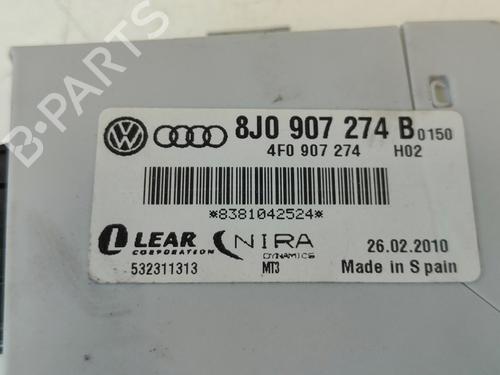 B-PARTS
8J0 907 274 B 0150
4F0 907 274 H02
*8381042524*
LEAR NIRA 26.02.2010
CORPORATION DYNAMICS
532311313 MT3 Made in Spain